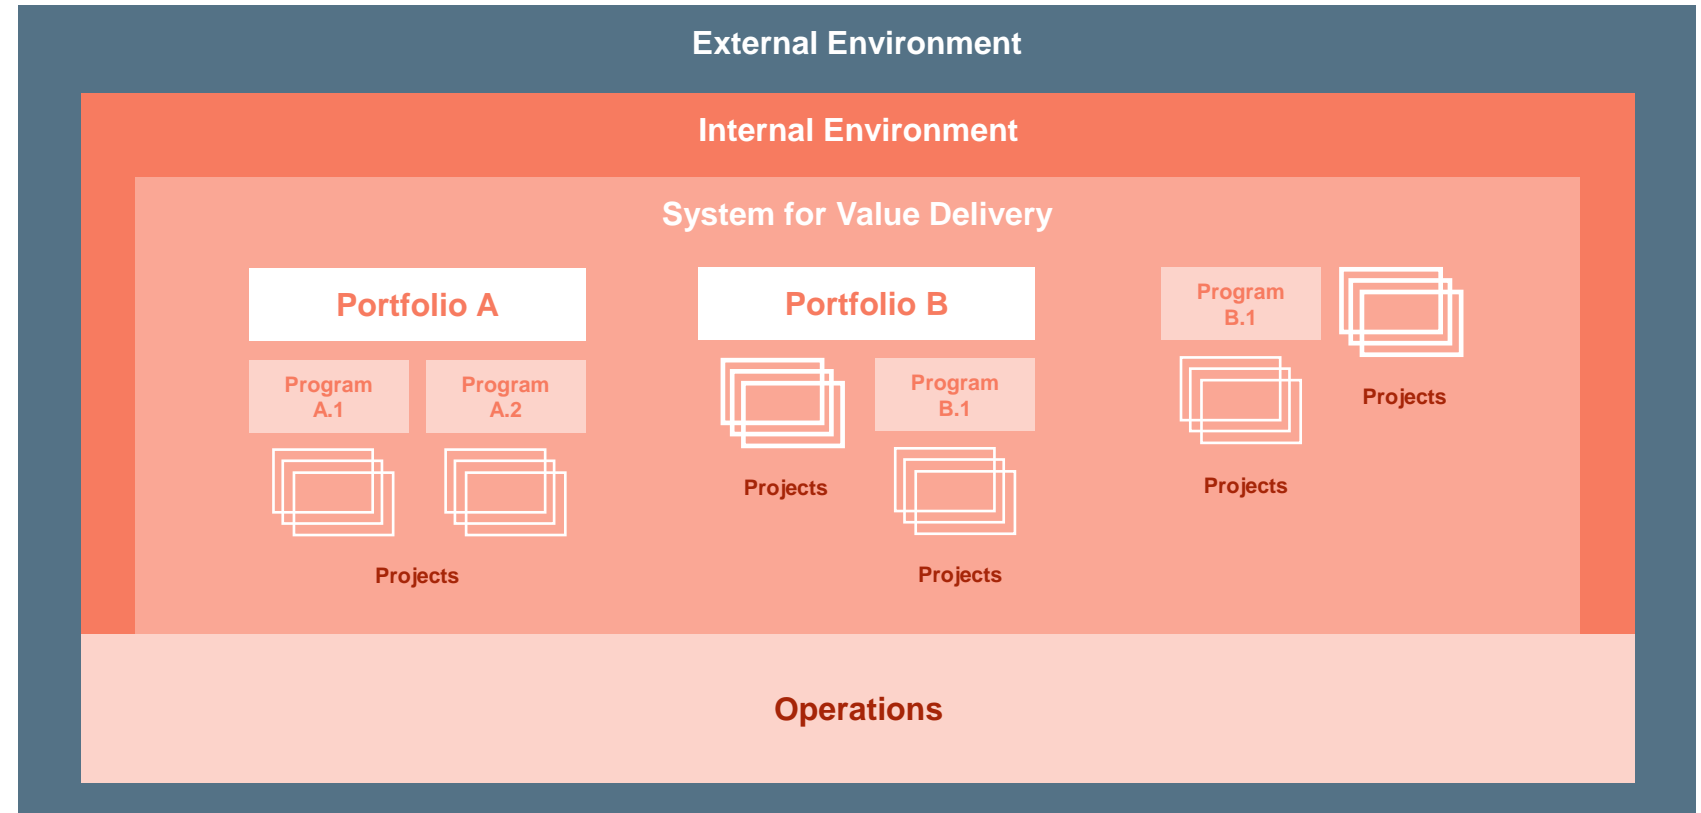 External Environment
Internal Environment
System for Value Delivery
Portfolio A
Program
A.1
Program
A.2
Projects
Portfolio B
Projects
Program
B.1
Projects
Program
B.1
Projects
Projects
Operations